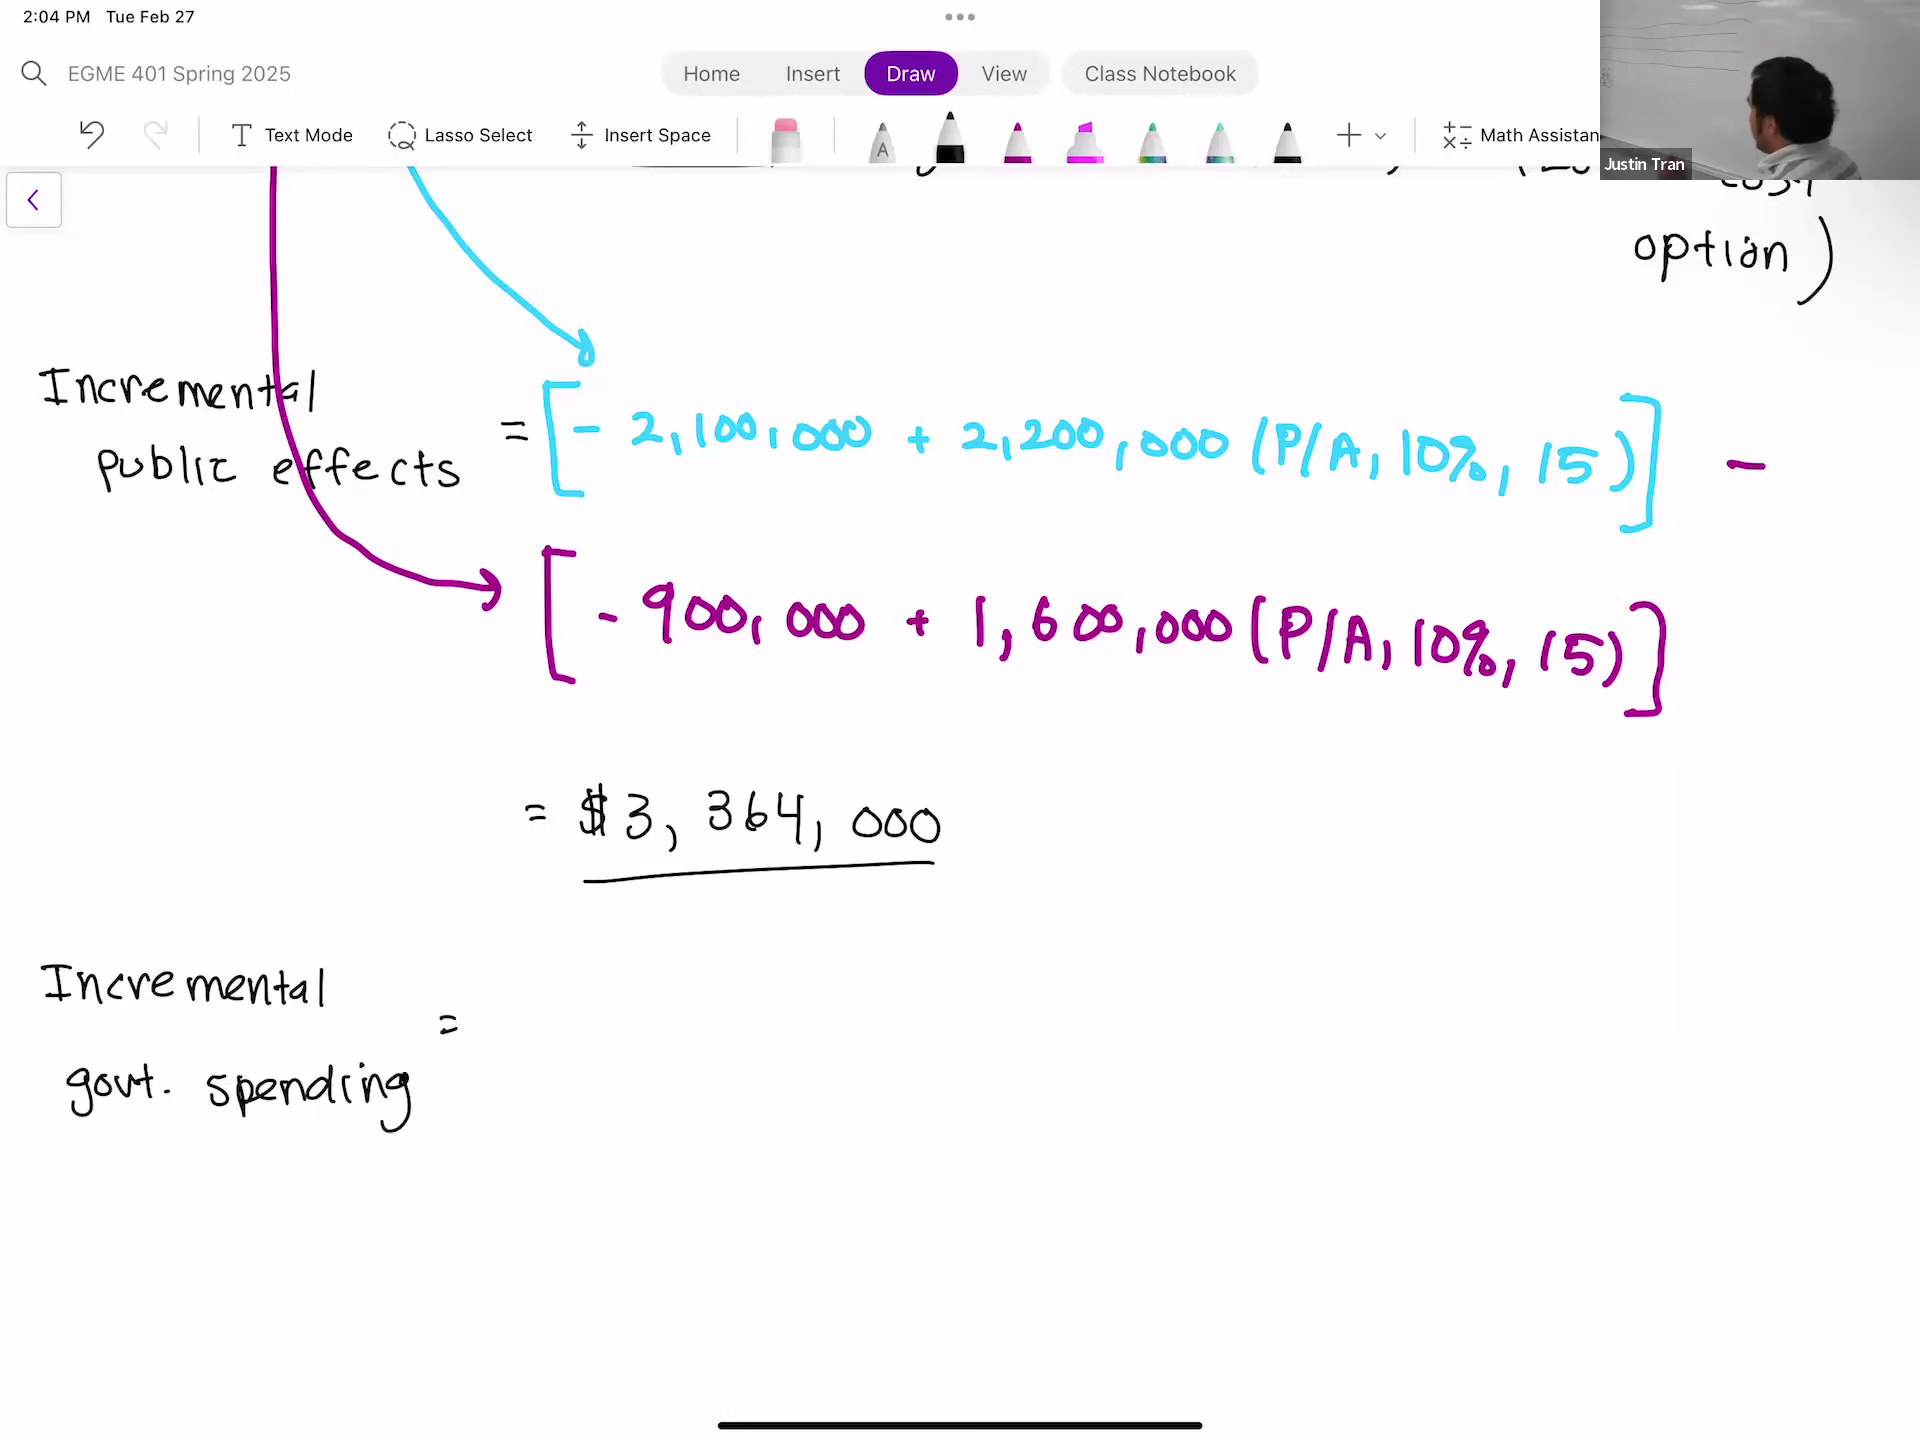 2:04 PM Tue Feb 27
EGME 401 Spring 2025
Home Insert Draw View Class Notebook
Text Mode Lasso Select Insert Space A Math Assistan
Justin Tran
option)
Incremental
public effects
= [- 2,100,000 + 2,200,000 (P/A, 10%, 15)] -
[- 900,000 + 1,600,000 (P/A, 10%, 15)]
= $3,364,000
Incremental
govt. spending =